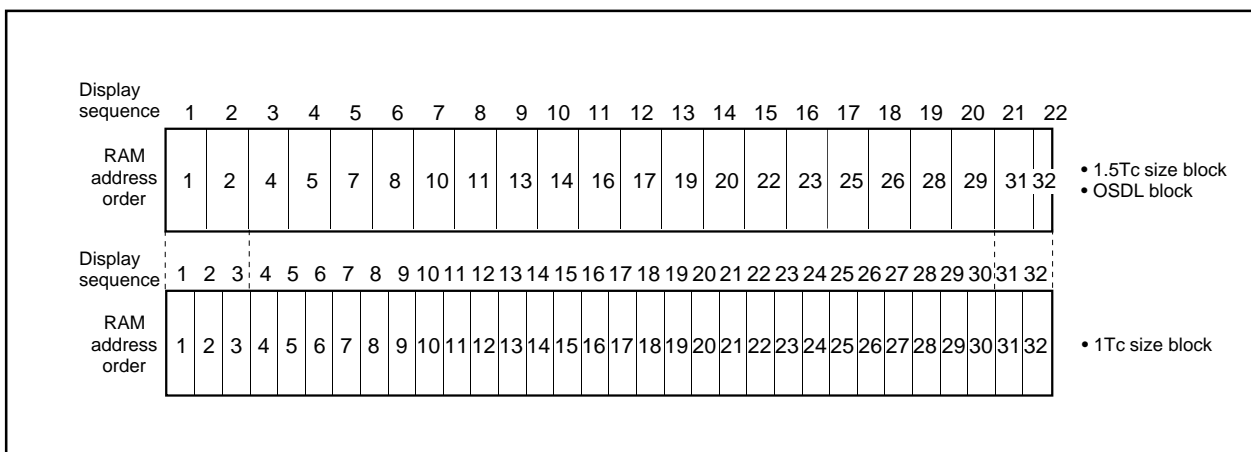 Display
sequence
1 2 3 4 5 6 7 8 9 10 11 12 13 14 15 16 17 18 19 20 21 22
RAM
address
order
1 2 4 5 7 8 10 11 13 14 16 17 19 20 22 23 25 26 28 29 31 32
• 1.5Tc size block
• OSDL block
Display
sequence
1 2 3 4 5 6 7 8 9 10 11 12 13 14 15 16 17 18 19 20 21 22 23 24 25 26 27 28 29 30 31 32
RAM
address
order
1 2 3 4 5 6 7 8 9 10 11 12 13 14 15 16 17 18 19 20 21 22 23 24 25 26 27 28 29 30 31 32
• 1Tc size block